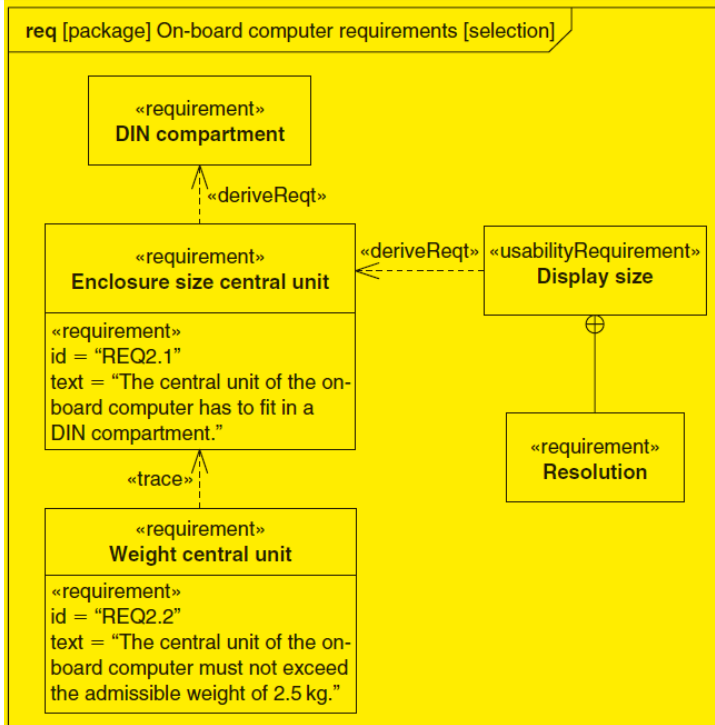 req [package] On-board computer requirements [selection]
«requirement»
DIN compartment
«deriveReqt»
«requirement»
Enclosure size central unit
«requirement»
id = “REQ2.1”
text = “The central unit of the on-
board computer has to fit in a
DIN compartment.”
«deriveReqt»
«usabilityRequirement»
Display size
«requirement»
Resolution
«trace»
«requirement»
Weight central unit
«requirement»
id = “REQ2.2”
text = “The central unit of the on-
board computer must not exceed
the admissible weight of 2.5 kg.”